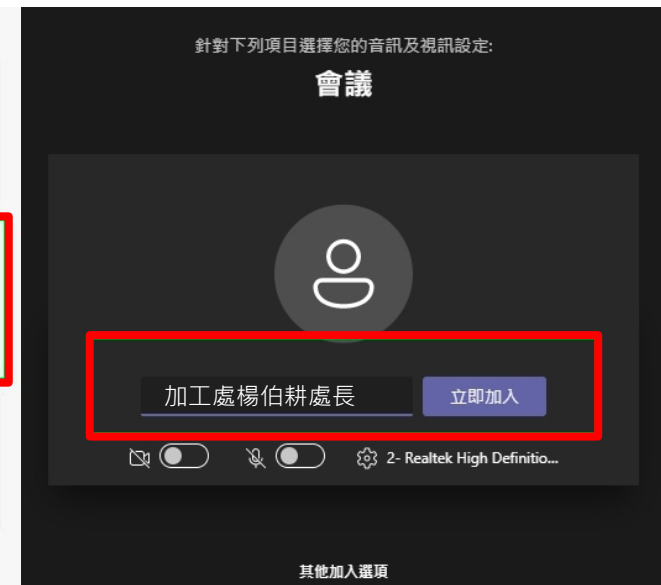 針對下列項目選擇您的音訊及視訊設定:
會議
加工處楊伯耕處長
立即加入
2- Realtek High Definitio...
其他加入選項